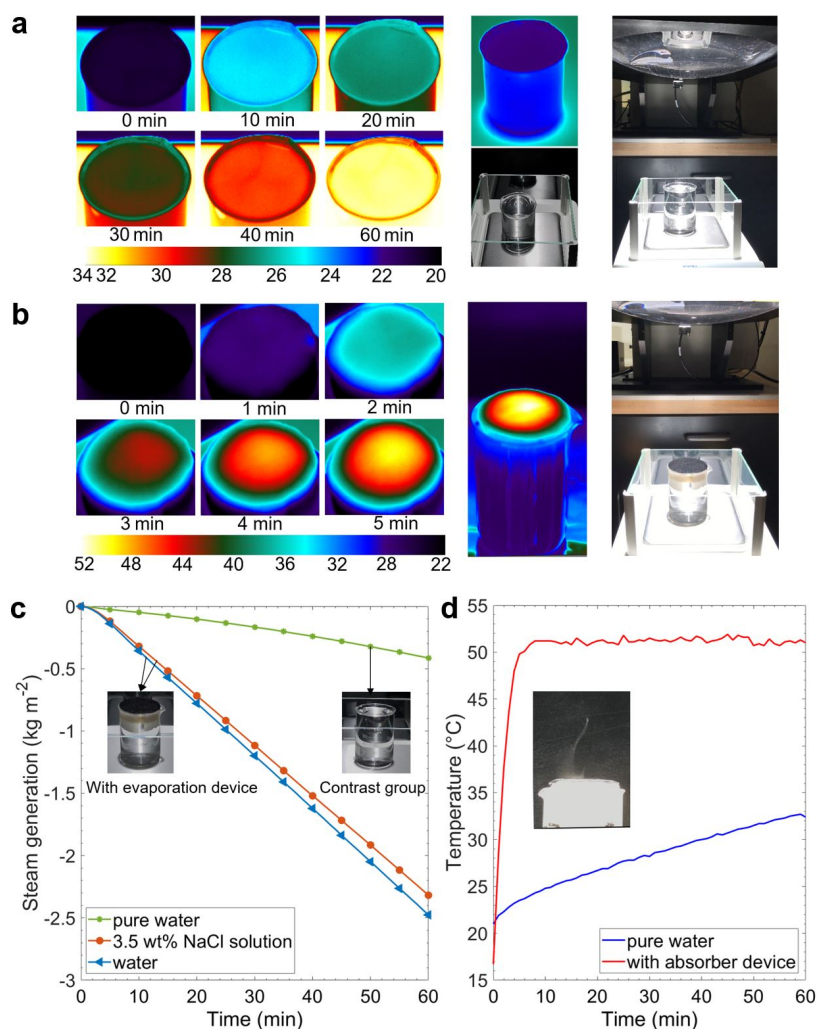 a
0 min 10 min 20 min
30 min 40 min 60 min
34 32 30 28 26 24 22 20
b
0 min 1 min 2 min
3 min 4 min 5 min
52 48 44 40 36 32 28 22
c
Steam generation (kg m⁻²)
0
-0.5
-1
-1.5
-2
-2.5
-3
With evaporation device
Contrast group
pure water
3.5 wt% NaCl solution
water
0 10 20 30 40 50 60
Time (min)
d
Temperature (°C)
55
50
45
40
35
30
25
20
15
pure water
with absorber device
0 10 20 30 40 50 60
Time (min)